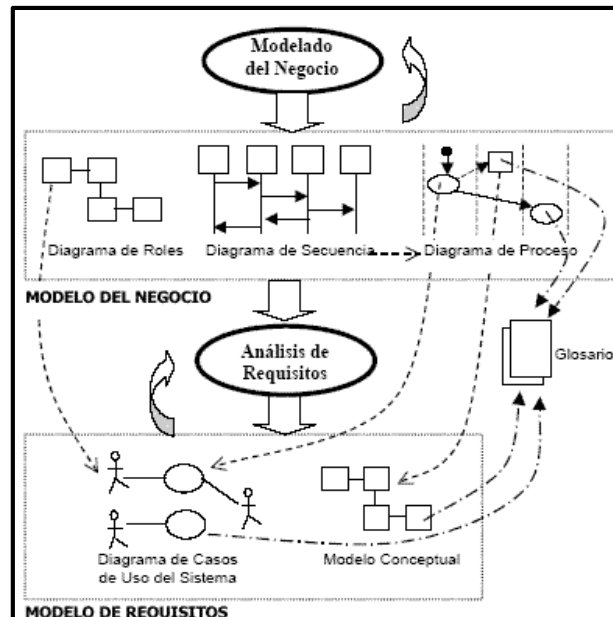 Modelado
del Negocio
Diagrama de Roles
Diagrama de Secuencia
Diagrama de Proceso
MODELO DEL NEGOCIO
Análisis de
Requisitos
Glosario
Diagrama de Casos
de Uso del Sistema
Modelo Conceptual
MODELO DE REQUISITOS